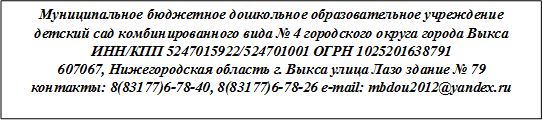 Муниципальное бюджетное дошкольное образовательное учреждение
детский сад комбинированного вида № 4 городского округа города Выкса
ИНН/КПП 5247015922/524701001 ОГРН 1025201638791
607067, Нижегородская область г. Выкса улица Лазо здание № 79
контакты: 8(83177)6-78-40, 8(83177)6-78-26 e-mail: mbdou2012@yandex.ru